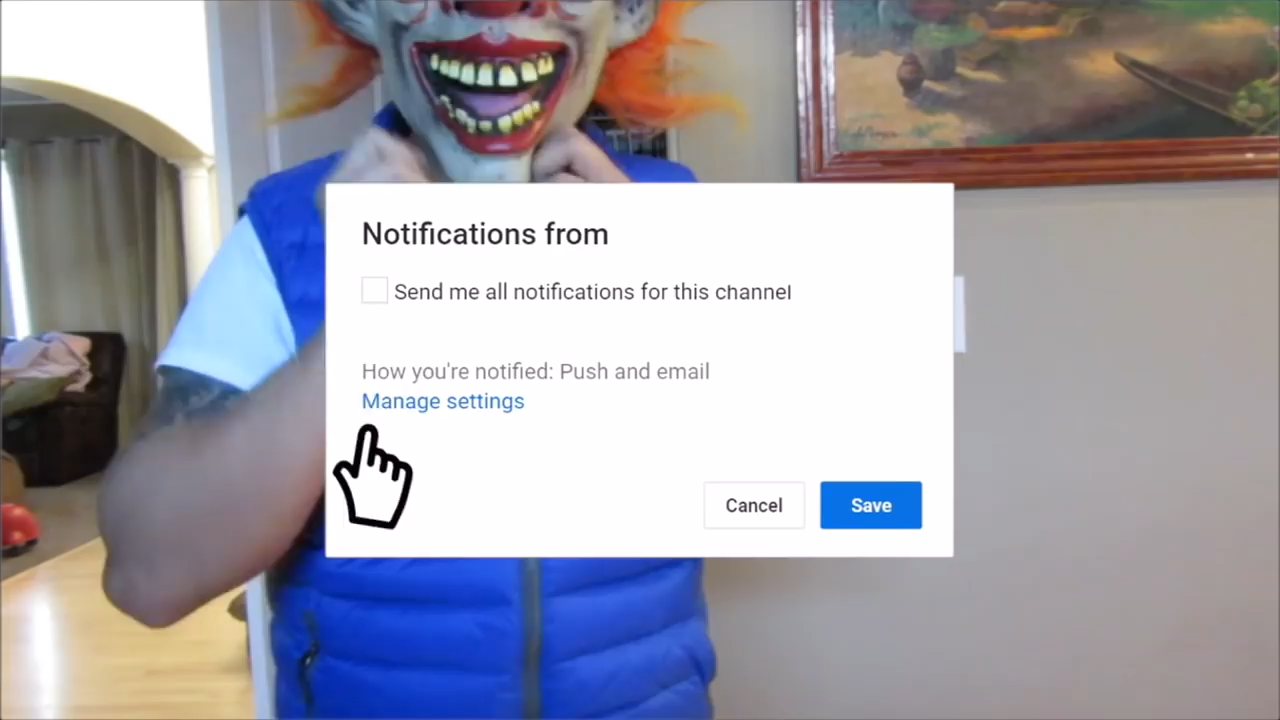 Notifications from
Send me all notifications for this channel
How you're notified: Push and email
Manage settings
Cancel
Save